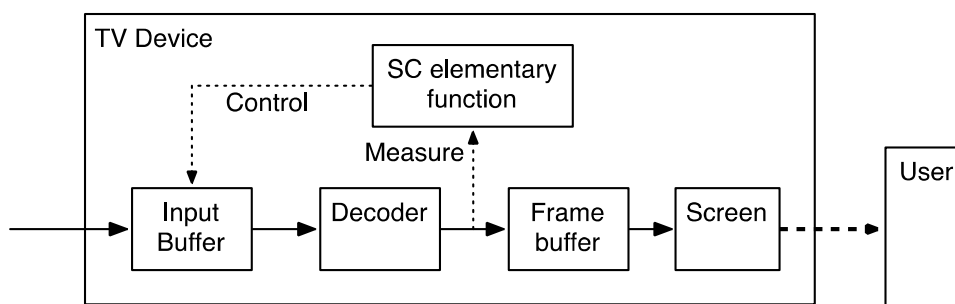 TV Device
SC elementary
function
Control
Measure
Input
Buffer
Decoder
Frame
buffer
Screen
User